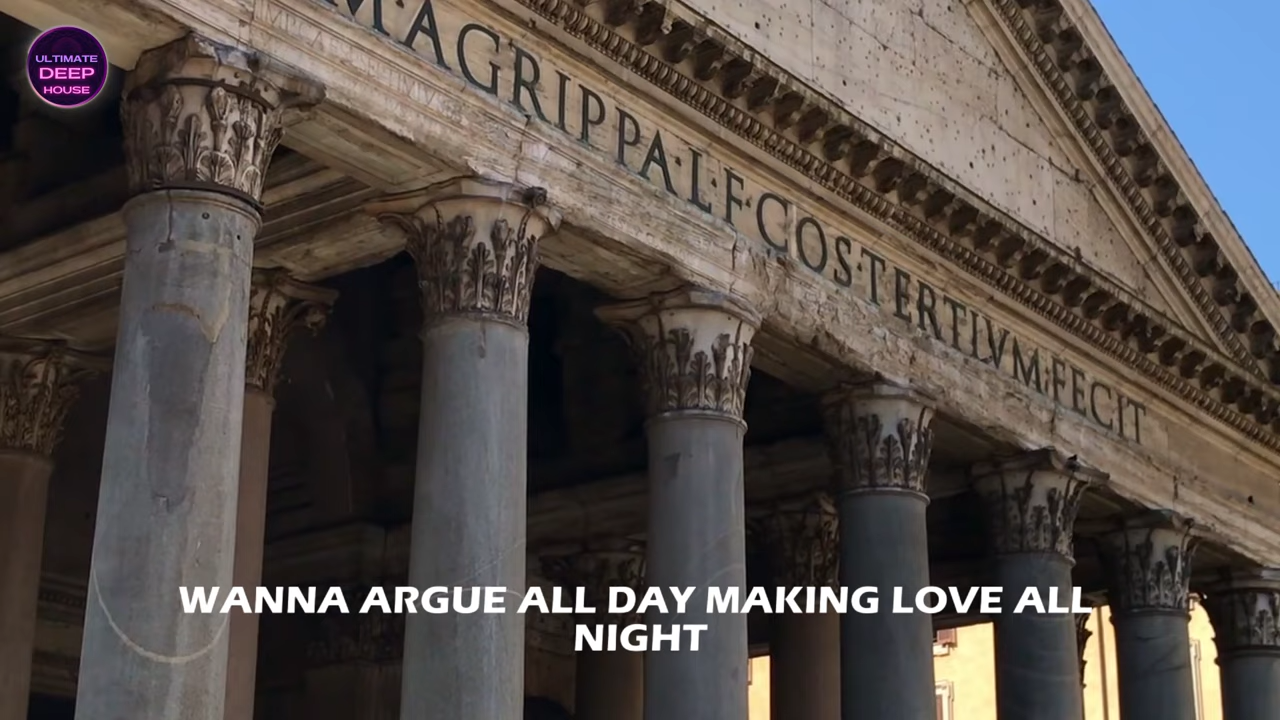 ULTIMATE
DEEP
HOUSE
M·AGRIPPA·L·F·COS·TERTIVM·FECIT
WANNA ARGUE ALL DAY MAKING LOVE ALL
NIGHT